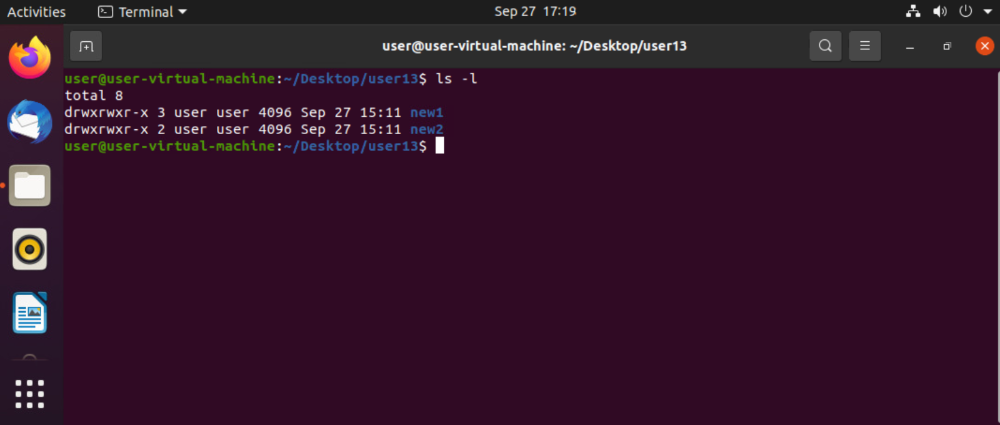 Activities Terminal Sep 27 17:19
user@user-virtual-machine: ~/Desktop/user13
user@user-virtual-machine:~/Desktop/user13$ ls -l
total 8
drwxrwxr-x 3 user user 4096 Sep 27 15:11 new1
drwxrwxr-x 2 user user 4096 Sep 27 15:11 new2
user@user-virtual-machine:~/Desktop/user13$